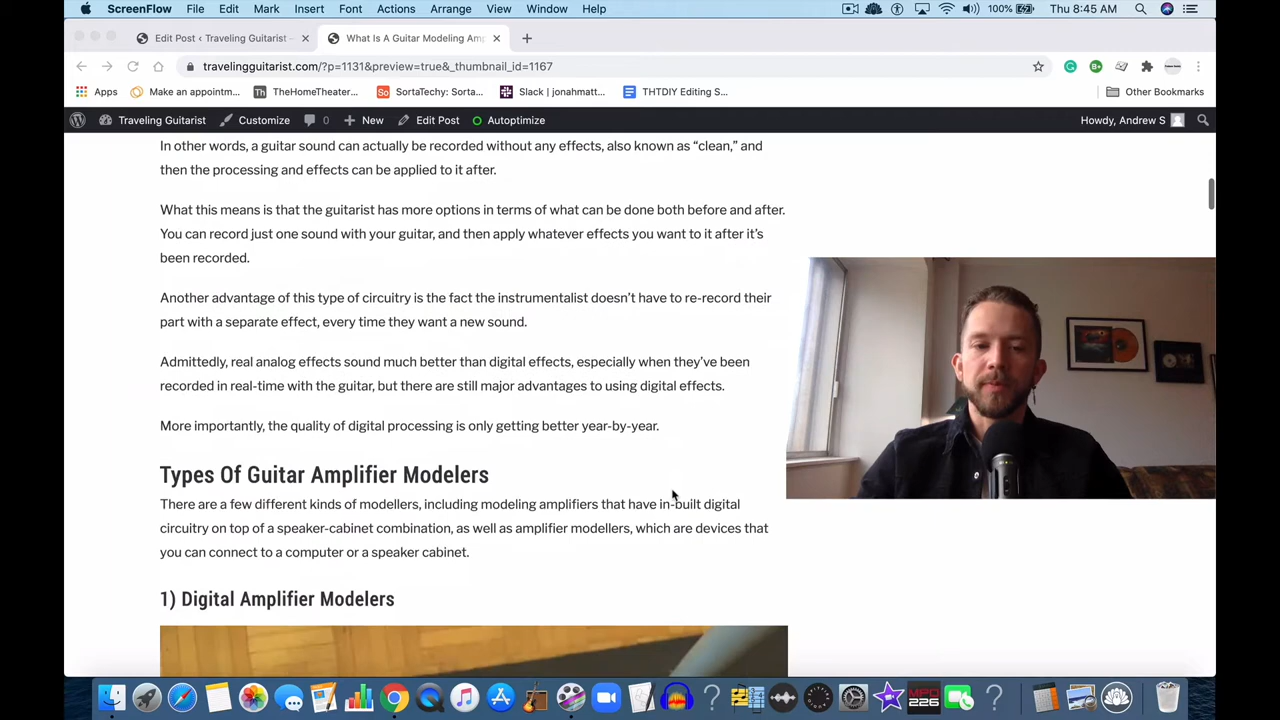 ScreenFlow File Edit Mark Insert Font Actions Arrange View Window Help 100% Thu 8:45 AM
Edit Post ‹ Traveling Guitarist - What Is A Guitar Modeling Am
travelingguitarist.com/?p=1131&preview=true&_thumbnail_id=1167
Apps Make an appointm... TheHomeTheater... SortaTechy: Sorta... Slack | jonahmatt... THTDIY Editing S... Other Bookmarks
Traveling Guitarist Customize 0 New Edit Post Autoptimize Howdy, Andrew S
In other words, a guitar sound can actually be recorded without any effects, also known as “clean,” and
then the processing and effects can be applied to it after.
What this means is that the guitarist has more options in terms of what can be done both before and after.
You can record just one sound with your guitar, and then apply whatever effects you want to it after it’s
been recorded.
Another advantage of this type of circuitry is the fact the instrumentalist doesn’t have to re-record their
part with a separate effect, every time they want a new sound.
Admittedly, real analog effects sound much better than digital effects, especially when they’ve been
recorded in real-time with the guitar, but there are still major advantages to using digital effects.
More importantly, the quality of digital processing is only getting better year-by-year.
Types Of Guitar Amplifier Modelers
There are a few different kinds of modellers, including modeling amplifiers that have in-built digital
circuitry on top of a speaker-cabinet combination, as well as amplifier modellers, which are devices that
you can connect to a computer or a speaker cabinet.
1) Digital Amplifier Modelers
MPD
226